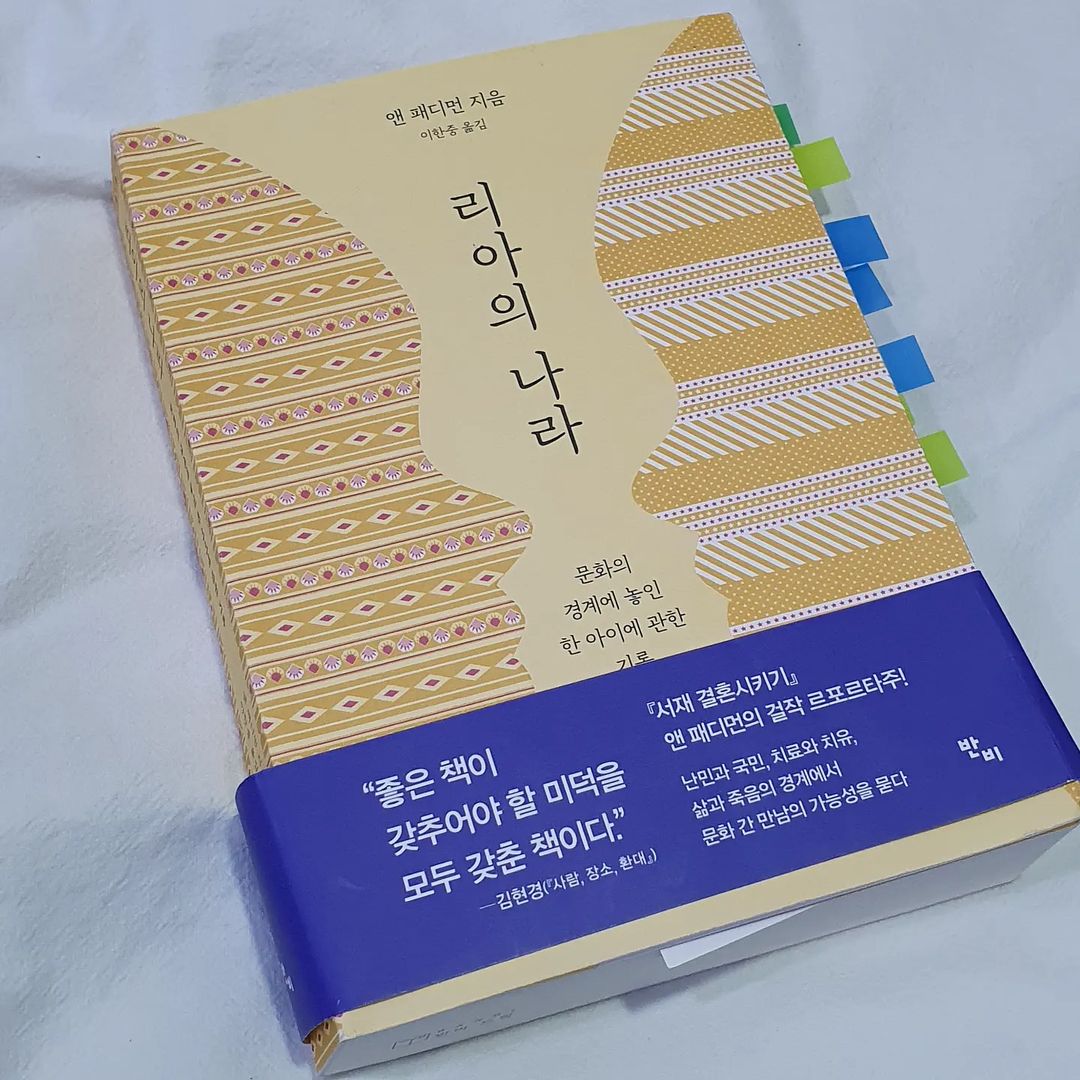 앤 패디먼 지음
이한중 옮김
리아의 나라
문화의
경계에 놓인
한 아이에 관한
기록
“좋은 책이
갖추어야 할 미덕을
모두 갖춘 책이다.”
—김현경(『사람, 장소, 환대』)
『서재 결혼시키기』
앤 패디먼의 걸작 르포르타주!
난민과 국민, 치료와 치유,
삶과 죽음의 경계에서
문화 간 만남의 가능성을 묻다
반비